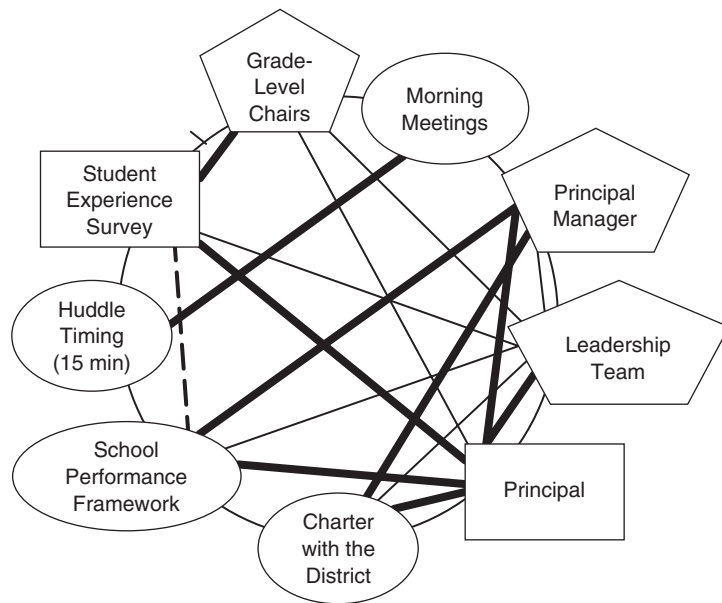 Grade-
Level
Chairs
Morning
Meetings
Principal
Manager
Leadership
Team
Principal
Charter
with the
District
School
Performance
Framework
Huddle
Timing
(15 min)
Student
Experience
Survey